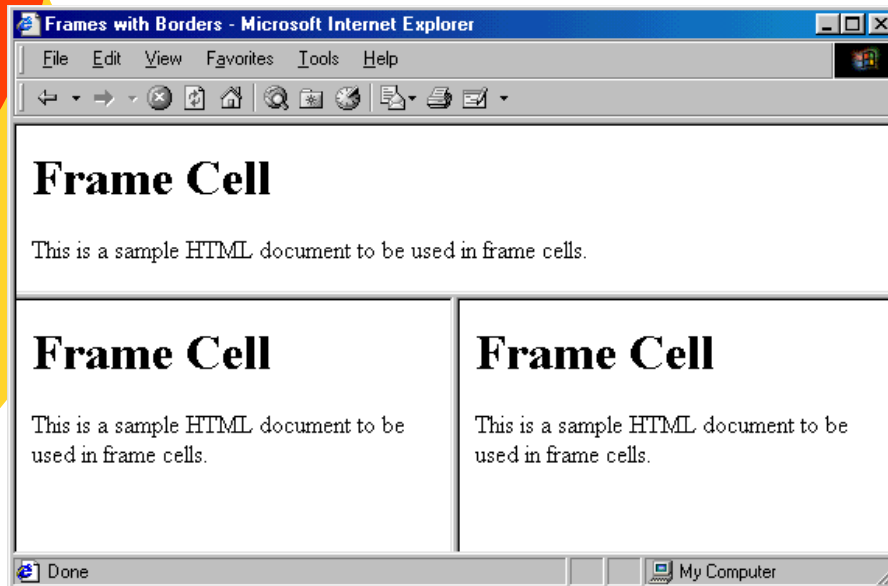 Frames with Borders - Microsoft Internet Explorer
File Edit View Favorites Tools Help
Frame Cell
This is a sample HTML document to be used in frame cells.
Frame Cell
This is a sample HTML document to be
used in frame cells.
Frame Cell
This is a sample HTML document to be
used in frame cells.
Done
My Computer